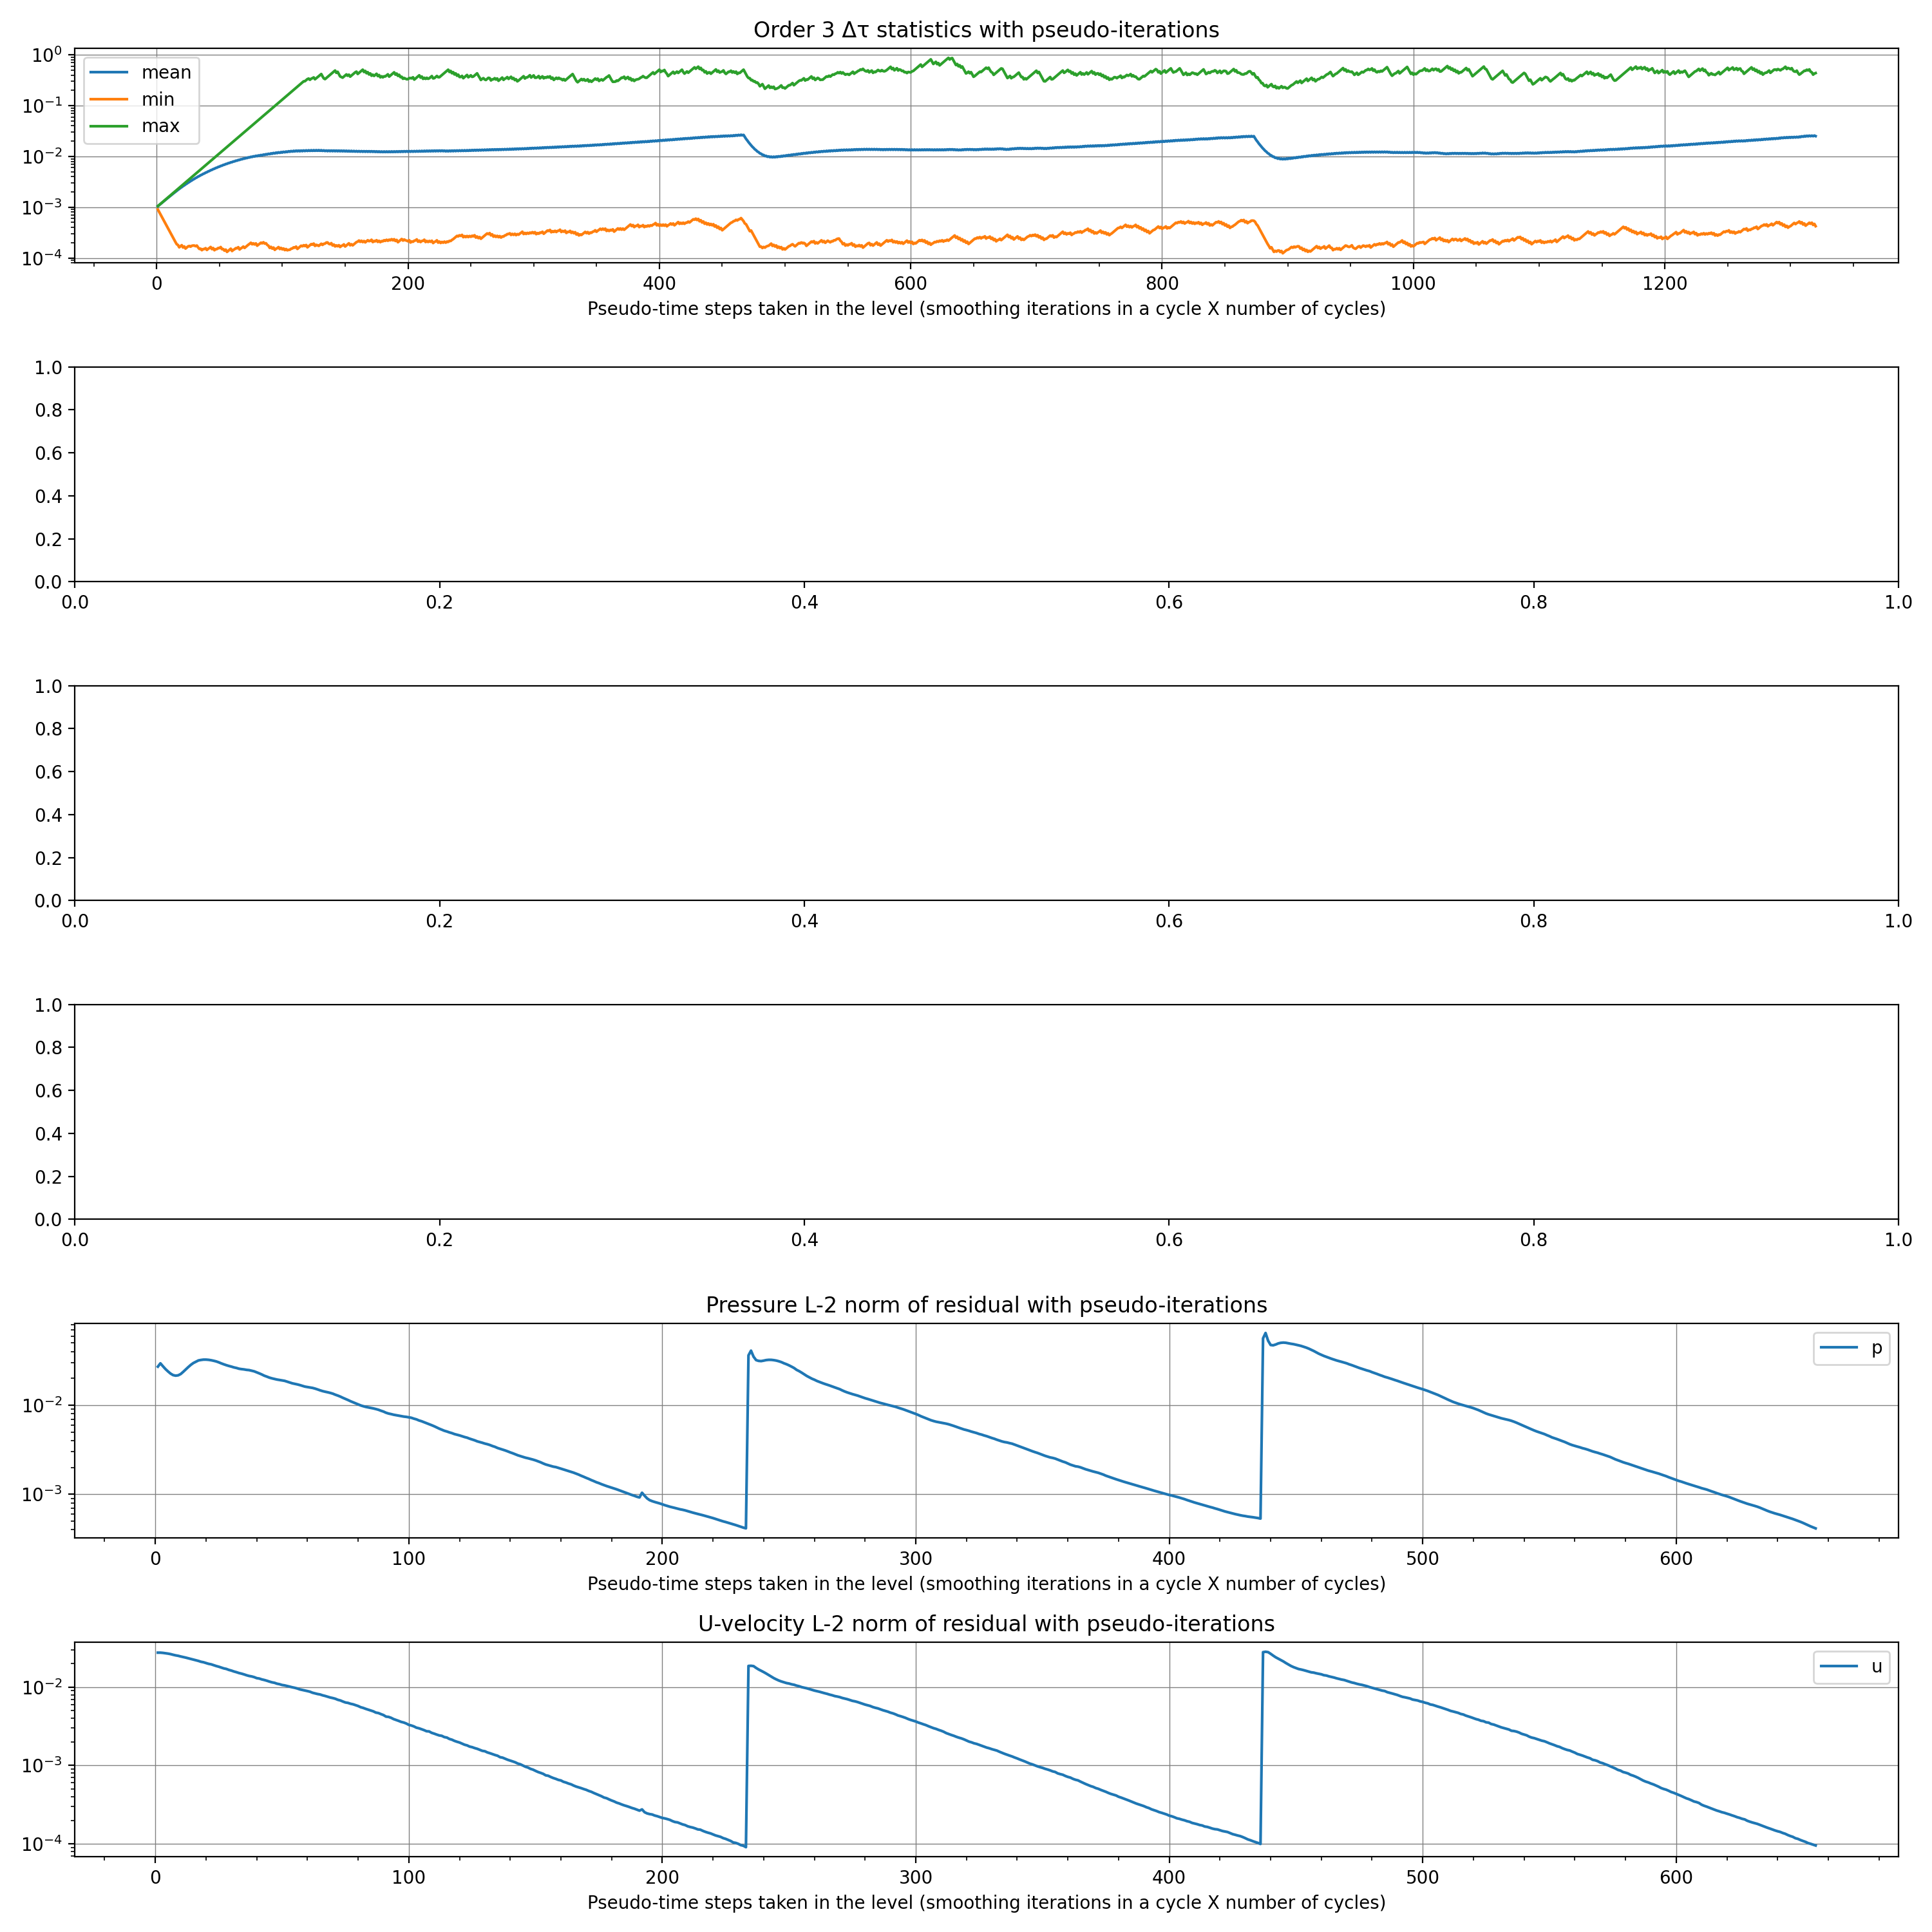 Order 3 Δτ statistics with pseudo-iterations
10⁰
10⁻¹
10⁻²
10⁻³
10⁻⁴
mean
min
max
0 200 400 600 800 1000 1200
Pseudo-time steps taken in the level (smoothing iterations in a cycle X number of cycles)
1.0
0.8
0.6
0.4
0.2
0.0
0.0 0.2 0.4 0.6 0.8 1.0
1.0
0.8
0.6
0.4
0.2
0.0
0.0 0.2 0.4 0.6 0.8 1.0
1.0
0.8
0.6
0.4
0.2
0.0
0.0 0.2 0.4 0.6 0.8 1.0
Pressure L-2 norm of residual with pseudo-iterations
p
10⁻²
10⁻³
0 100 200 300 400 500 600
Pseudo-time steps taken in the level (smoothing iterations in a cycle X number of cycles)
U-velocity L-2 norm of residual with pseudo-iterations
u
10⁻²
10⁻³
10⁻⁴
0 100 200 300 400 500 600
Pseudo-time steps taken in the level (smoothing iterations in a cycle X number of cycles)